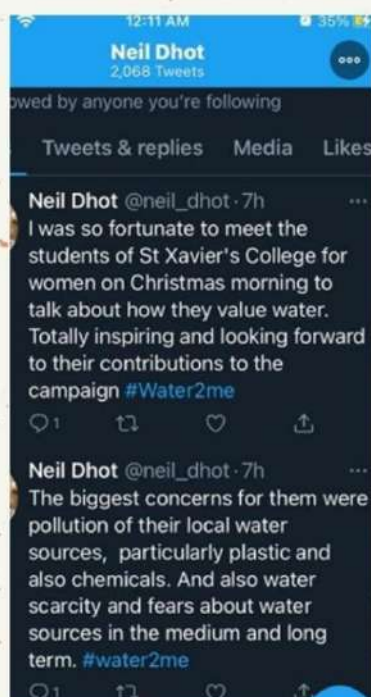 12:11 AM 35%
Neil Dhot
2,068 Tweets
owed by anyone you're following
Tweets & replies Media Likes
Neil Dhot @neil_dhot · 7h
I was so fortunate to meet the
students of St Xavier's College for
women on Christmas morning to
talk about how they value water.
Totally inspiring and looking forward
to their contributions to the
campaign #Water2me
1
Neil Dhot @neil_dhot · 7h
The biggest concerns for them were
pollution of their local water
sources, particularly plastic and
also chemicals. And also water
scarcity and fears about water
sources in the medium and long
term. #water2me
1